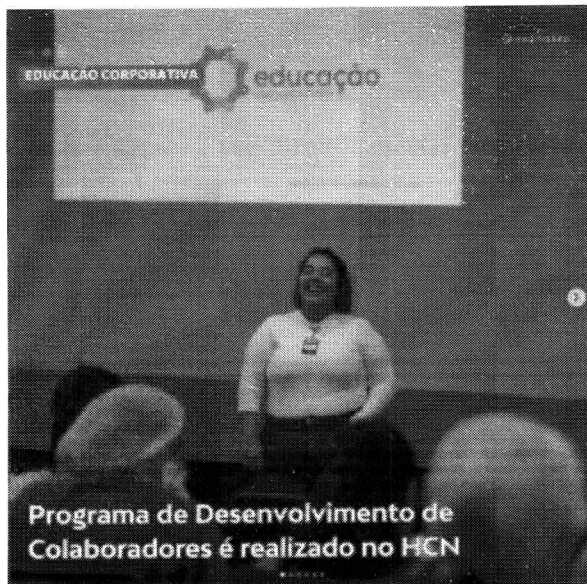 EDUCAÇÃO CORPORATIVA
educação
Programa de Desenvolvimento de
Colaboradores é realizado no HCN